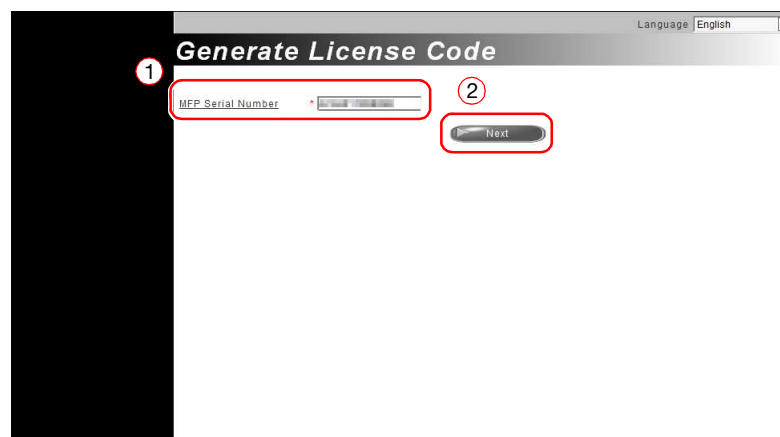 Language English
Generate License Code
1
MFP Serial Number *
2
Next